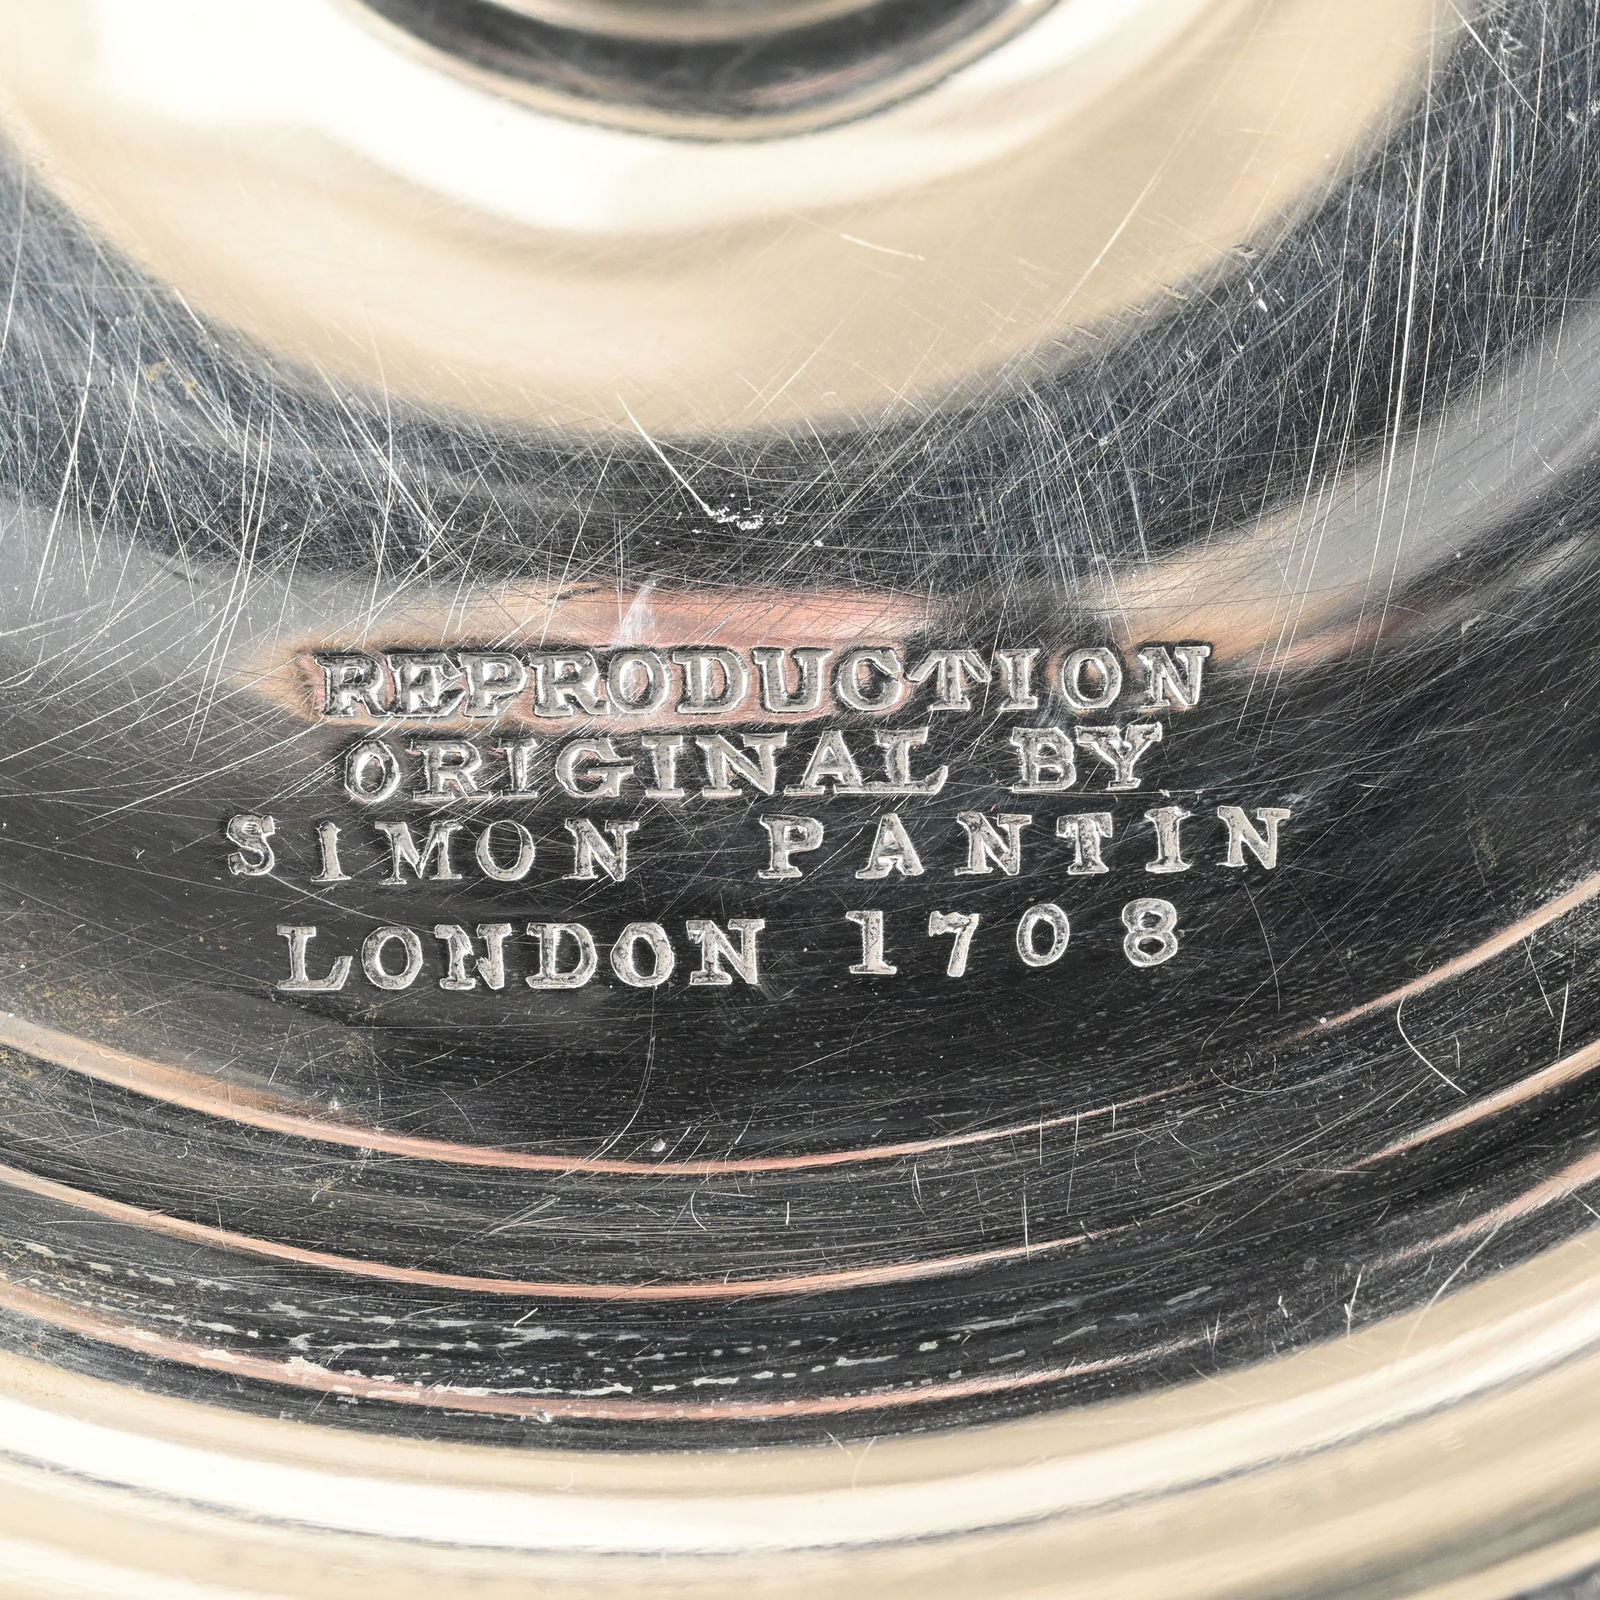 REPRODUCTION
ORIGINAL BY
SIMON PANTIN
LONDON 1708